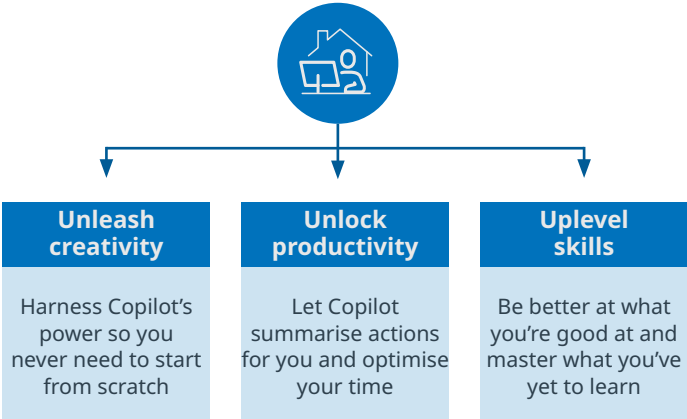 Unleash
creativity
Harness Copilot’s
power so you
never need to start
from scratch
Unlock
productivity
Let Copilot
summarise actions
for you and optimise
your time
Uplevel
skills
Be better at what
you’re good at and
master what you’ve
yet to learn